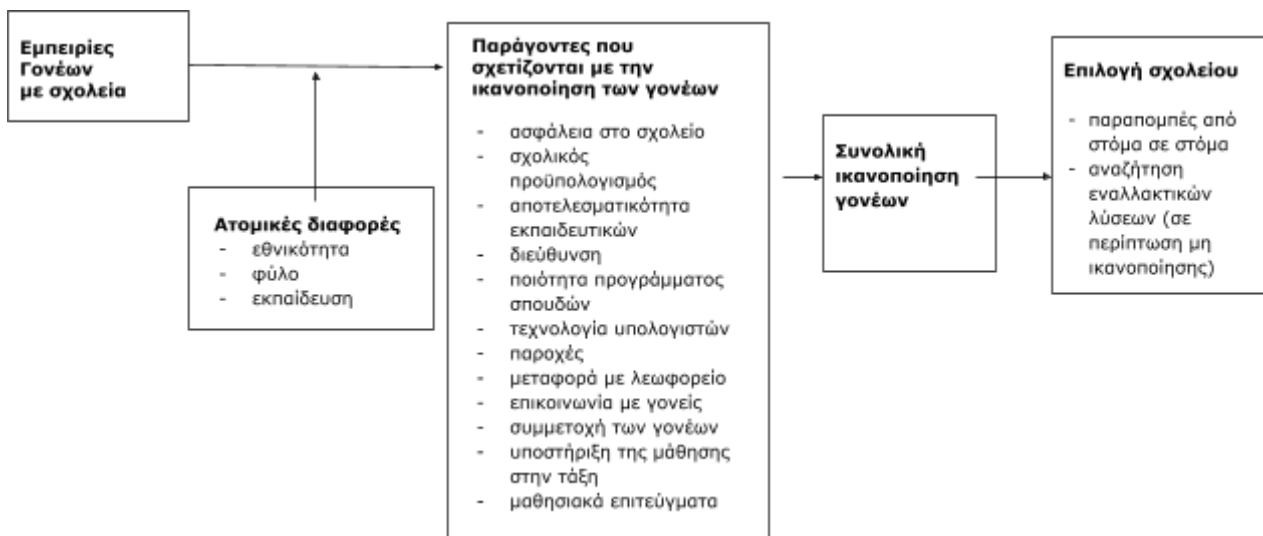 Εμπειρίες
Γονέων
με σχολεία
Ατομικές διαφορές
- εθνικότητα
- φύλο
- εκπαίδευση
Παράγοντες που
σχετίζονται με την
ικανοποίηση των γονέων
- ασφάλεια στο σχολείο
- σχολικός
προϋπολογισμός
- αποτελεσματικότητα
εκπαιδευτικών
- διεύθυνση
- ποιότητα προγράμματος
σπουδών
- τεχνολογία υπολογιστών
- παροχές
- μεταφορά με λεωφορείο
- επικοινωνία με γονείς
- συμμετοχή των γονέων
- υποστήριξη της μάθησης
στην τάξη
- μαθησιακά επιτεύγματα
Συνολική
ικανοποίηση
γονέων
Επιλογή σχολείου
- παραπομπές από
στόμα σε στόμα
- αναζήτηση
εναλλακτικών
λύσεων (σε
περίπτωση μη
ικανοποίησης)